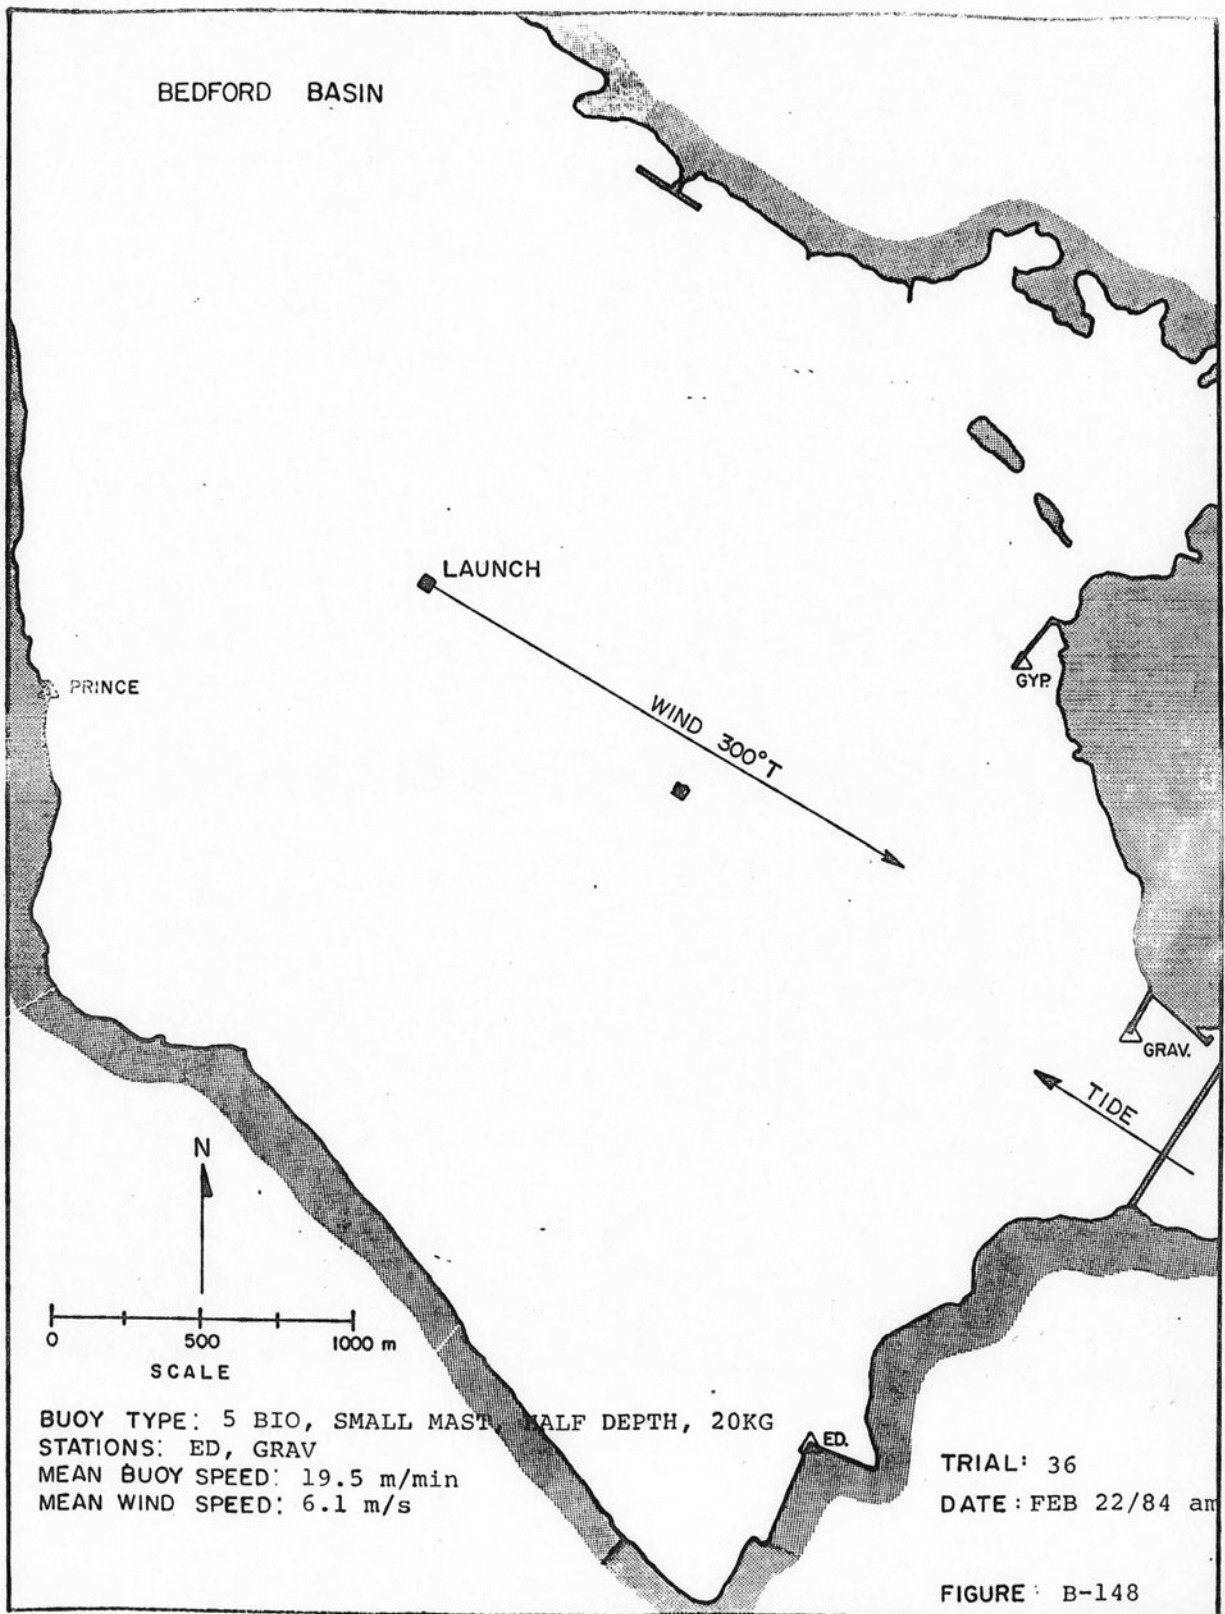 BEDFORD BASIN
LAUNCH
PRINCE
GYP.
WIND 300°T
GRAV.
TIDE
N
0 500 1000 m
SCALE
ED.
BUOY TYPE: 5 BIO, SMALL MAST, HALF DEPTH, 20KG
STATIONS: ED, GRAV
MEAN BUOY SPEED: 19.5 m/min
MEAN WIND SPEED: 6.1 m/s
TRIAL: 36
DATE: FEB 22/84 am
FIGURE: B-148